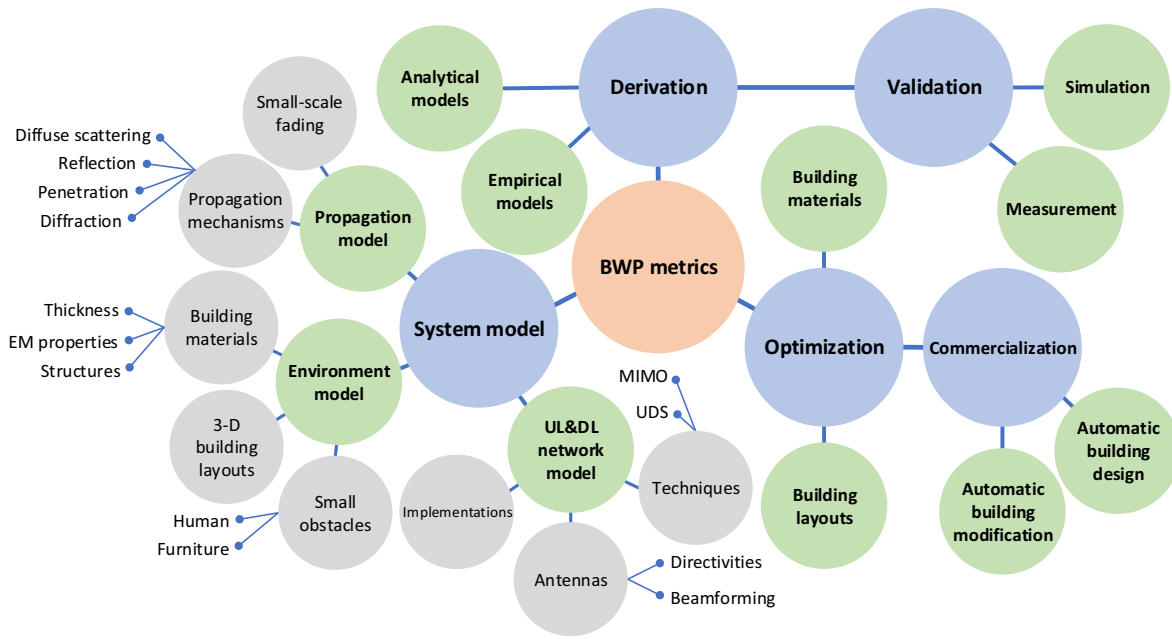 Analytical
models
Derivation
Validation
Simulation
Small-scale
fading
Diffuse scattering
Reflection
Penetration
Diffraction
Propagation
mechanisms
Propagation
model
Empirical
models
Building
materials
Measurement
BWP metrics
Thickness
EM properties
Structures
Building
materials
System model
Optimization
Commercialization
Environment
model
MIMO
UDS
3-D
building
layouts
UL&DL
network
model
Techniques
Building
layouts
Automatic
building
design
Automatic
building
modification
Human
Furniture
Small
obstacles
Implementations
Antennas
Directivities
Beamforming